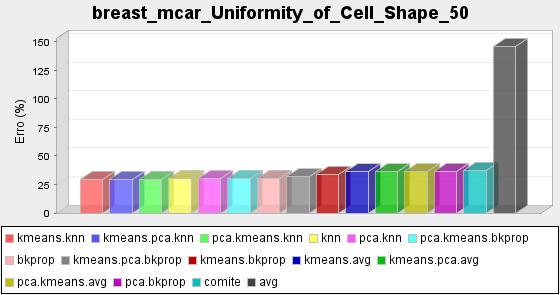 breast_mcar_Uniformity_of_Cell_Shape_50
150
125
100
75
50
25
0
Erro (%)
kmeans.knn kmeans.pca.knn pca.kmeans.knn knn pca.knn pca.kmeans.bkprop
bkprop kmeans.pca.bkprop kmeans.bkprop kmeans.avg kmeans.pca.avg
pca.kmeans.avg pca.bkprop comite avg